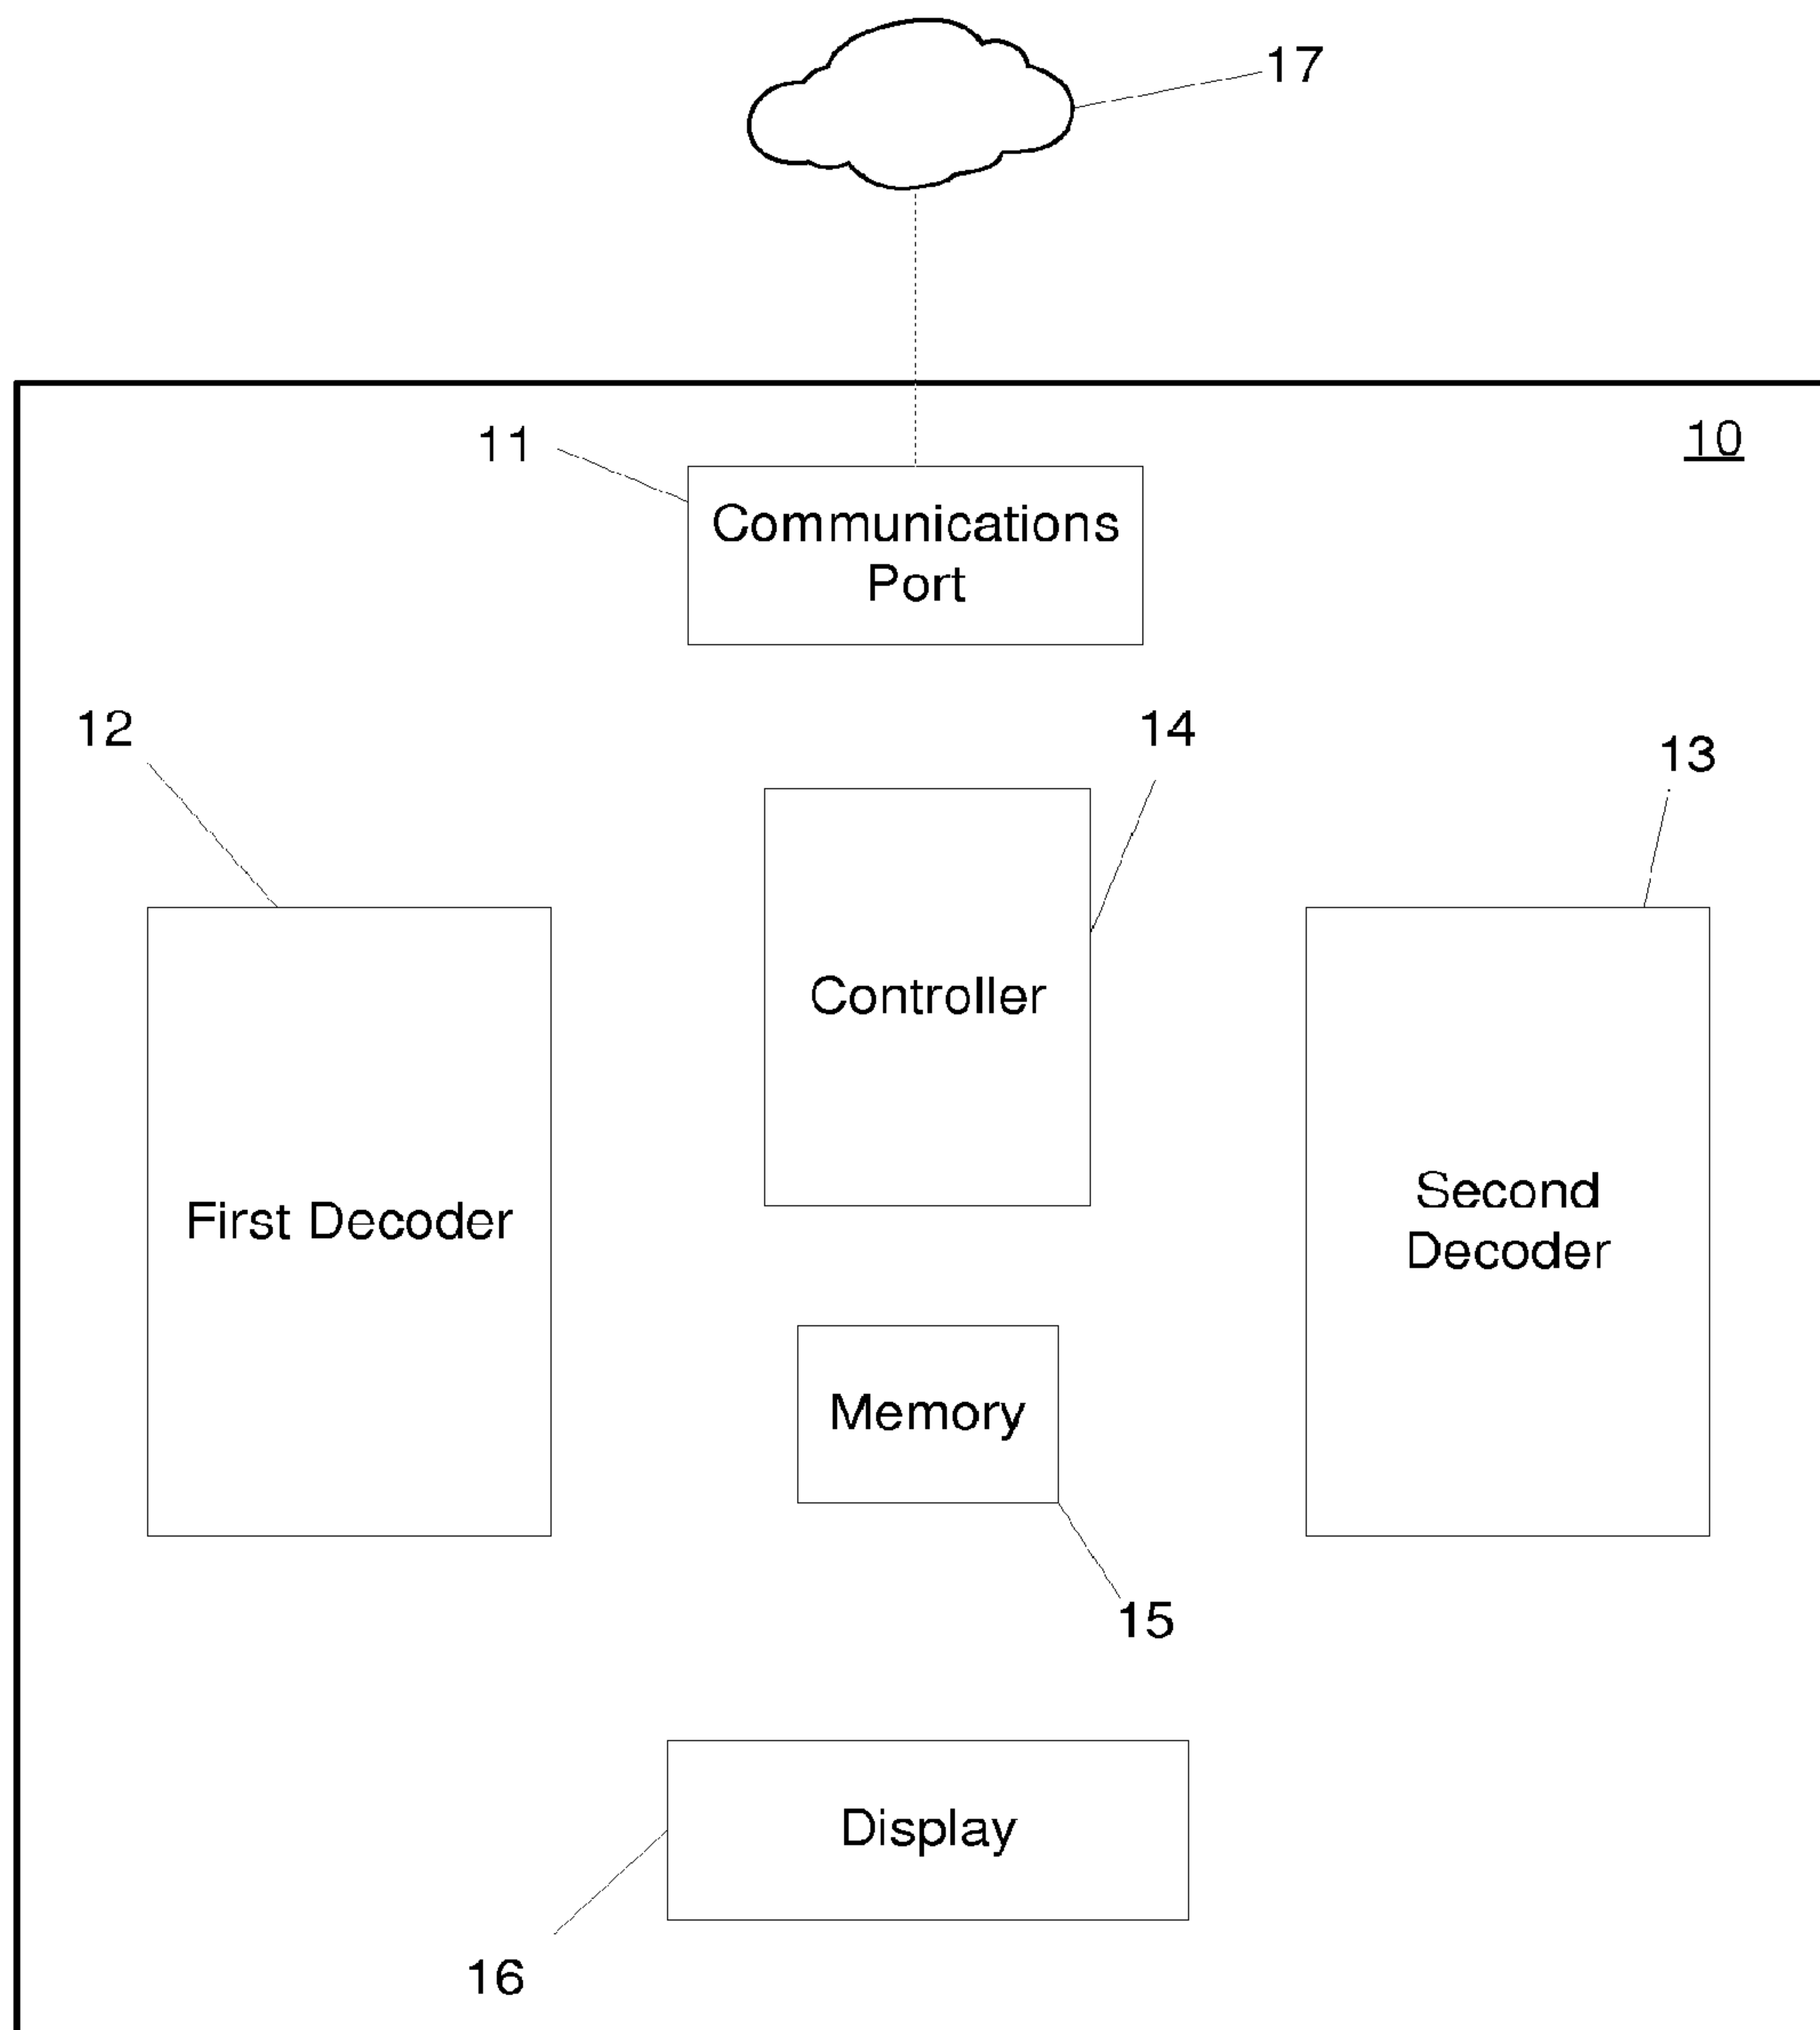 17
10
11
Communications
Port
12
14
13
Controller
First Decoder
Second
Decoder
Memory
15
Display
16